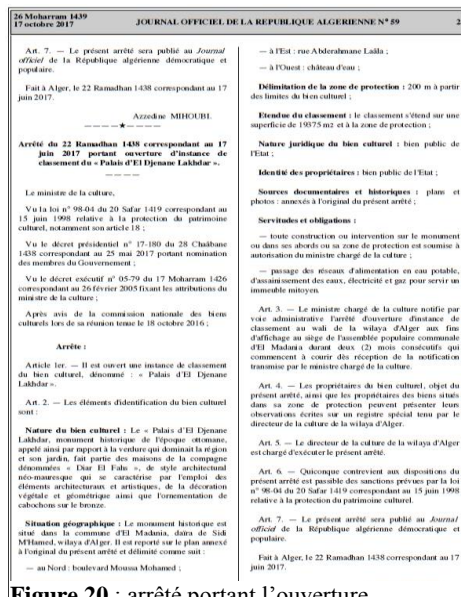 26 Moharram 1439
17 octobre 2017
JOURNAL OFFICIEL DE LA REPUBLIQUE ALGERIENNE N° 59
2
Art. 7. — Le présent arrêté sera publié au Journal
officiel de la République algérienne démocratique et
populaire.
Fait à Alger, le 22 Ramadhan 1438 correspondant au 17
juin 2017.
Azzedine MIHOUBI.
————★————
Arrêté du 22 Ramadhan 1438 correspondant au 17
juin 2017 portant ouverture d'instance de
classement du « Palais d'El Djenane Lakhdar ».
————
Le ministre de la culture,
Vu la loi n° 98-04 du 20 Safar 1419 correspondant au
15 juin 1998 relative à la protection du patrimoine
culturel, notamment son article 18 ;
Vu le décret présidentiel n° 17-180 du 28 Chaâbane
1438 correspondant au 25 mai 2017 portant nomination
des membres du Gouvernement ;
Vu le décret exécutif n° 05-79 du 17 Moharram 1426
correspondant au 26 février 2005 fixant les attributions du
ministre de la culture ;
Après avis de la commission nationale des biens
culturels lors de sa réunion tenue le 18 octobre 2016 ;
Arrête :
Article 1er. — Il est ouvert une instance de classement
du bien culturel, dénommé : « Palais d'El Djenane
Lakhdar ».
Art. 2. — Les éléments d'identification du bien culturel
sont :
Nature du bien culturel : Le « Palais d'El Djenane
Lakhdar, monument historique de l'époque ottomane,
appelé ainsi par rapport à la verdure qui dominait la région
et son jardin, fait partie des maisons de la compagne
dénommées « Diar El Fahs », de style architectural
néo-mauresque qui se caractérise par l'emploi des
éléments architecturaux et artistiques, de la décoration
végétale et géométrique ainsi que l'ornementation de
cabochons sur le bronze.
Situation géographique : Le monument historique est
situé dans la commune d'El Madania, daïra de Sidi
M'Hamed, wilaya d'Alger. Il est reporté sur le plan annexé
à l'original du présent arrêté et délimité comme suit :
— au Nord : boulevard Moussa Mohamed ;
— à l'Est : rue Abderahmane Laâla ;
— à l'Ouest : château d'eau ;
Délimitation de la zone de protection : 200 m à partir
des limites du bien culturel ;
Etendue du classement : le classement s'étend sur une
superficie de 19375 m2 et à la zone de protection ;
Nature juridique du bien culturel : bien public de
l'Etat ;
Identité des propriétaires : bien public de l'Etat ;
Sources documentaires et historiques : plans et
photos : annexés à l'original du présent arrêté ;
Servitudes et obligations :
— toute construction ou intervention sur le monument
ou dans ses abords ou sa zone de protection est soumise à
autorisation du ministre chargé de la culture ;
— passage des réseaux d'alimentation en eau potable,
d'assainissement des eaux, électricité et gaz pour servir un
immeuble mitoyen.
Art. 3. — Le ministre chargé de la culture notifie par
voie administrative l'arrêté d'ouverture d'instance de
classement au wali de la wilaya d'Alger aux fins
d'affichage au siège de l'assemblée populaire communale
d'El Madania durant deux (2) mois consécutifs qui
commencent à courir dès réception de la notification
transmise par le ministre chargé de la culture.
Art. 4. — Les propriétaires du bien culturel, objet du
présent arrêté, ainsi que les propriétaires des biens situés
dans sa zone de protection peuvent présenter leurs
observations écrites sur un registre spécial tenu par le
directeur de la culture de la wilaya d'Alger.
Art. 5. — Le directeur de la culture de la wilaya d'Alger
est chargé d'exécuter le présent arrêté.
Art. 6. — Quiconque contrevient aux dispositions du
présent arrêté est passible des sanctions prévues par la loi
n° 98-04 du 20 Safar 1419 correspondant au 15 juin 1998
relative à la protection du patrimoine culturel.
Art. 7. — Le présent arrêté sera publié au Journal
officiel de la République algérienne démocratique et
populaire.
Fait à Alger, le 22 Ramadhan 1438 correspondant au 17
juin 2017.
Figure 20 : arrêté portant l'ouverture